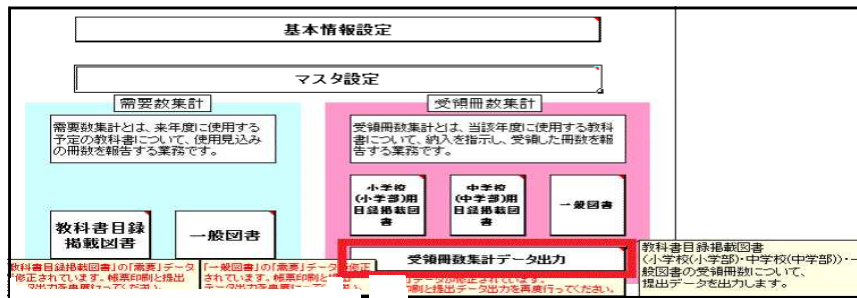 基本情報設定
マスタ設定
需要数集計
需要数集計とは、来年度に使用する
予定の教科書について、使用見込み
の冊数を報告する業務です。
教科書目録
掲載図書
一般図書
受領冊数集計
受領冊数集計とは、当該年度に使用する教科
書について、納入を指示し、受領した冊数を報
告する業務です。
小学校
(小学部)用
目録掲載図
書
中学校
(中学部)用
目録掲載図
書
一般図書
受領冊数集計データ出力
教科書目録掲載図書
(小学校(小学部)・中学校(中学部))・一
般図書の受領冊数について、
提出データを出力します。
教科書目録掲載図書」の「需要」データ
修正されています。帳票印刷と提出
「一般図書」の「需要」データ
されています。帳票印刷と
データが修正されています。
印刷と提出データ出力を再度行ってください。